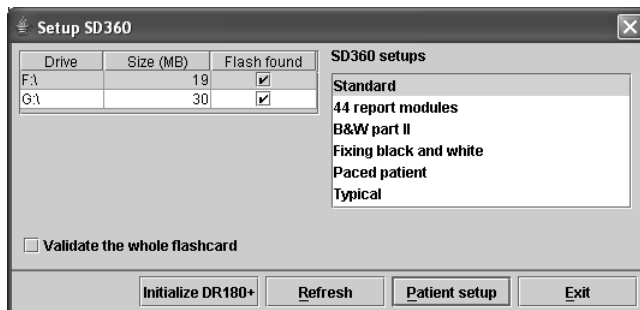 Setup SD360
Drive Size (MB) Flash found
F:\ 19
G:\ 30
SD360 setups
Standard
44 report modules
B&W part II
Fixing black and white
Paced patient
Typical
Validate the whole flashcard
Initialize DR180+ Refresh Patient setup Exit